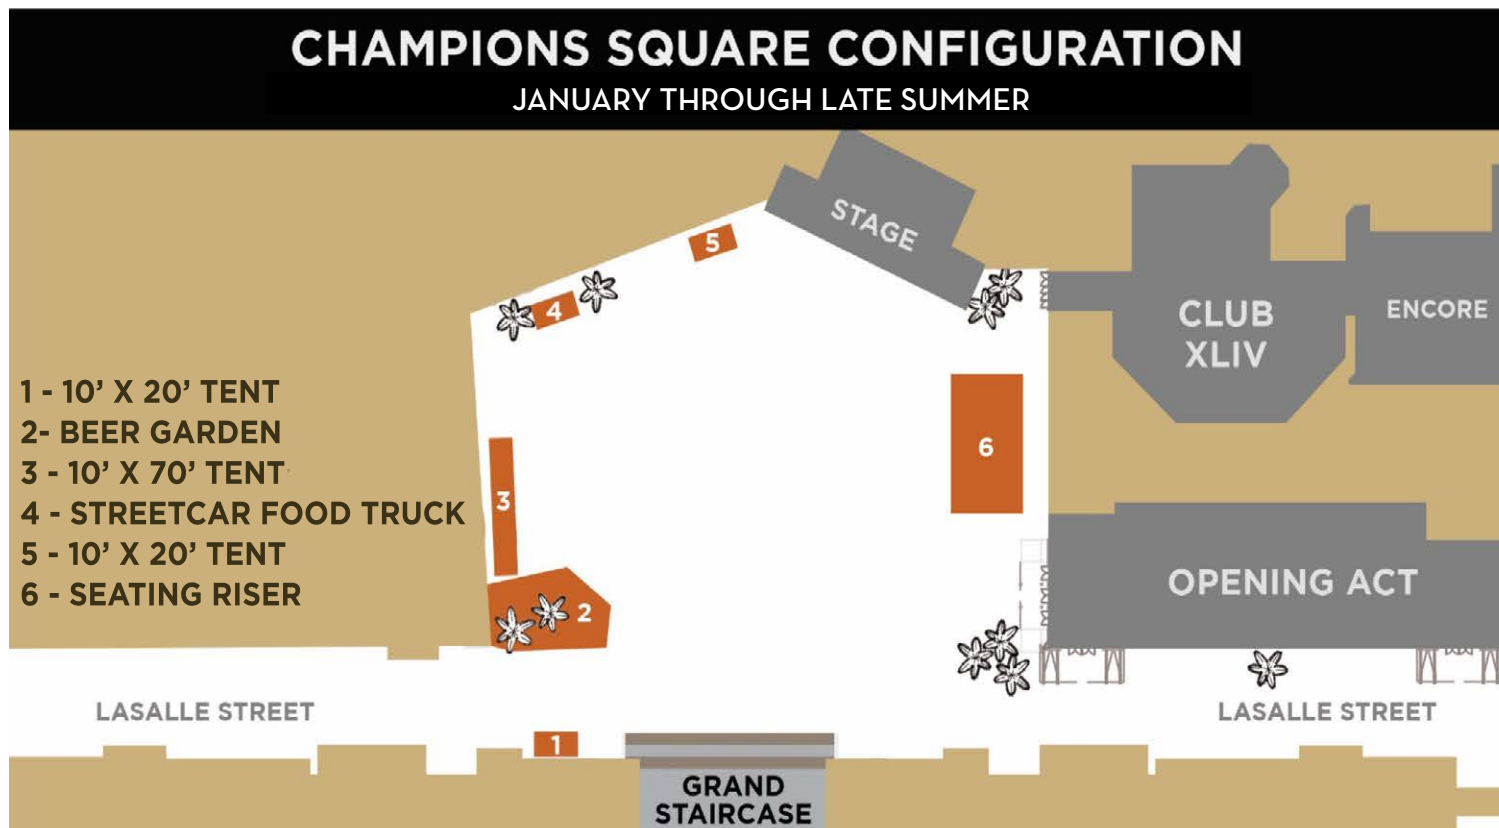 CHAMPIONS SQUARE CONFIGURATION
JANUARY THROUGH LATE SUMMER
STAGE
5
4
CLUB
XLIV
ENCORE
1 - 10’ X 20’ TENT
2- BEER GARDEN
3 - 10’ X 70’ TENT
4 - STREETCAR FOOD TRUCK
5 - 10’ X 20’ TENT
6 - SEATING RISER
6
3
OPENING ACT
2
LASALLE STREET
LASALLE STREET
1
GRAND
STAIRCASE